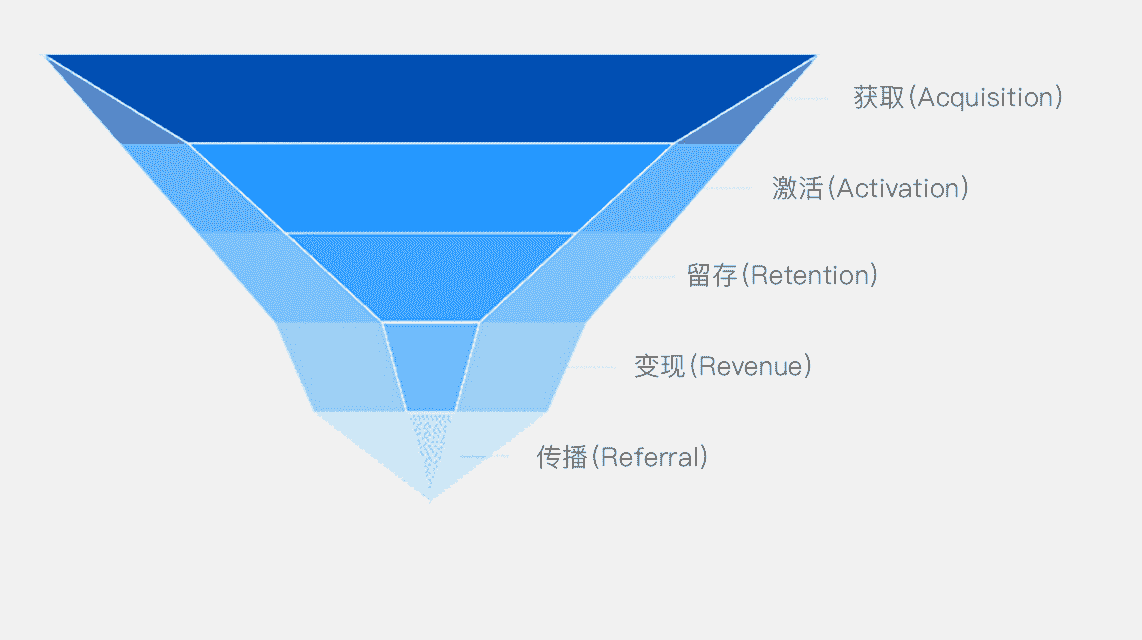 获取(Acquisition)
激活(Activation)
留存(Retention)
变现(Revenue)
传播(Referral)